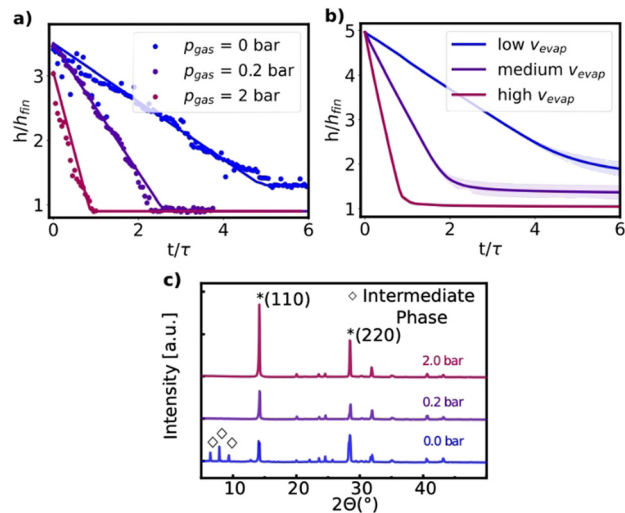 a)
p_gas = 0 bar
p_gas = 0.2 bar
p_gas = 2 bar
h/h_fin
3
2
1
0 2 4 6
t/τ
b)
low v_evap
medium v_evap
high v_evap
h/h_fin
5
4
3
2
1
0 2 4 6
t/τ
c)
*(110)
◇ Intermediate
Phase
*(220)
2.0 bar
0.2 bar
0.0 bar
Intensity [a.u.]
10 20 30 40
2Θ(°)